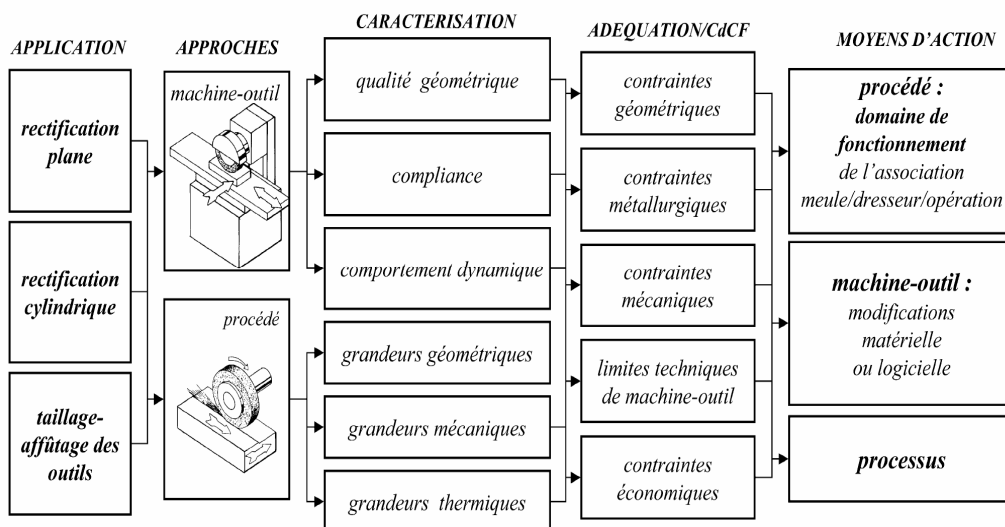 APPLICATION
rectification
plane
rectification
cylindrique
taillage-
affûtage des
outils
APPROCHES
machine-outil
procédé
CARACTERISATION
qualité géométrique
compliance
comportement dynamique
grandeurs géométriques
grandeurs mécaniques
grandeurs thermiques
ADEQUATION/CdCF
contraintes
géométriques
contraintes
métallurgiques
contraintes
mécaniques
limites techniques
de machine-outil
contraintes
économiques
MOYENS D'ACTION
procédé :
domaine de
fonctionnement
de l'association
meule/dresseur/opération
machine-outil :
modifications
matérielle
ou logicielle
processus